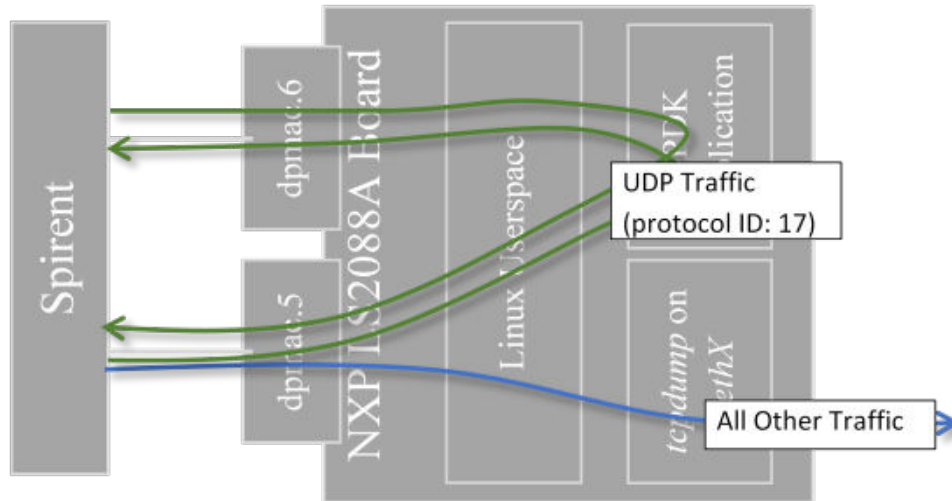 Spirent
dpmac.6
dpmac.5
NXP LS2088A Board
Linux Userspace
UDP Traffic
(protocol ID: 17)
tcpdump on
ethX
All Other Traffic